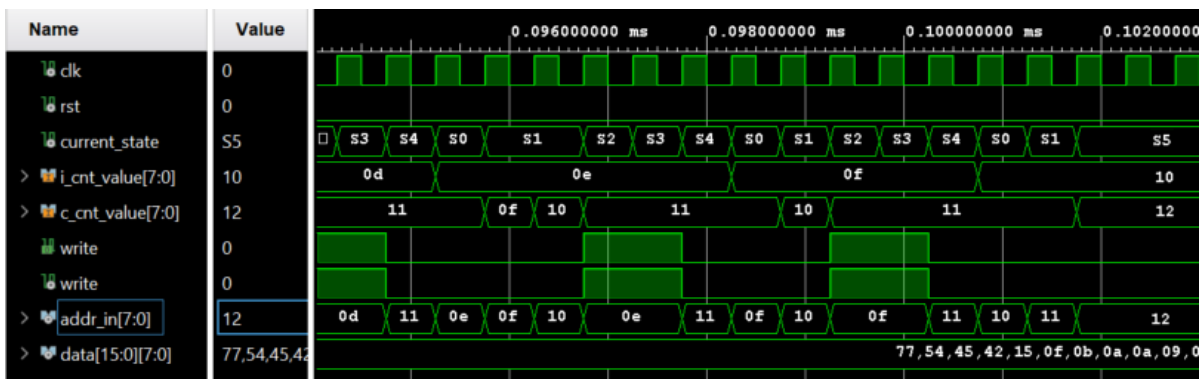 Name Value 0.096000000 ms 0.098000000 ms 0.100000000 ms 0.10200000
clk 0
rst 0
current_state S5 S3 S4 S0 S1 S2 S3 S4 S0 S1 S2 S3 S4 S0 S1 S5
> i_cnt_value[7:0] 10 0d 0e 0f 10
> c_cnt_value[7:0] 12 11 0f 10 11 10 11 12
write 0
write 0
> addr_in[7:0] 12 0d 11 0e 0f 10 0e 11 0f 10 0f 11 10 11 12
> data[15:0][7:0] 77,54,45,42 77,54,45,42,15,0f,0b,0a,0a,09,0